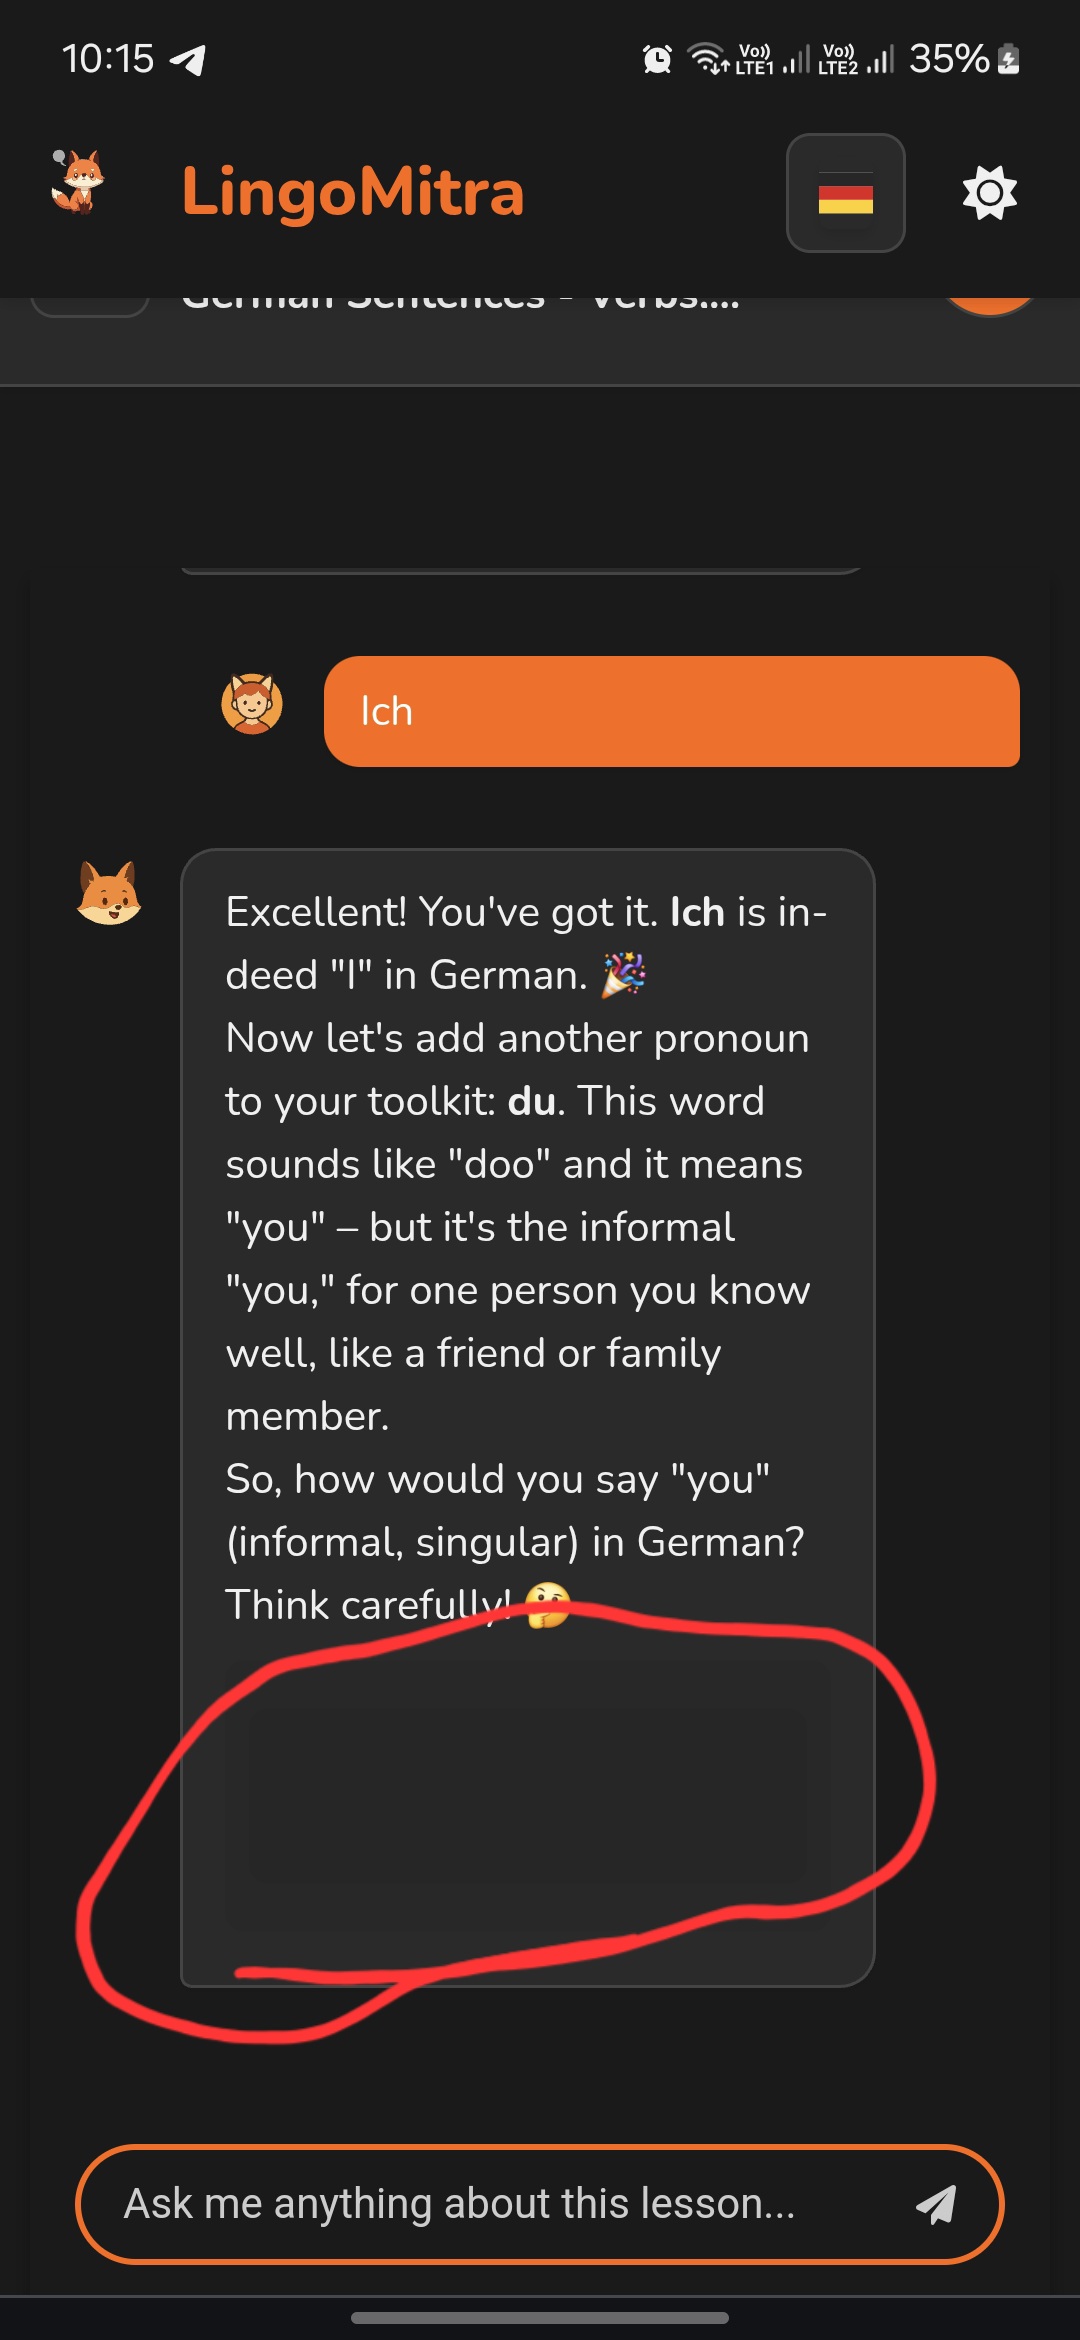 10:15
Vo)) LTE1 Vo)) LTE2 35%
LingoMitra
German Sentences - Verbs....
Ich
Excellent! You've got it. Ich is in-
deed "I" in German. 🎉
Now let's add another pronoun
to your toolkit: du. This word
sounds like "doo" and it means
"you" – but it's the informal
"you," for one person you know
well, like a friend or family
member.
So, how would you say "you"
(informal, singular) in German?
Think carefully! 🤔
Ask me anything about this lesson...